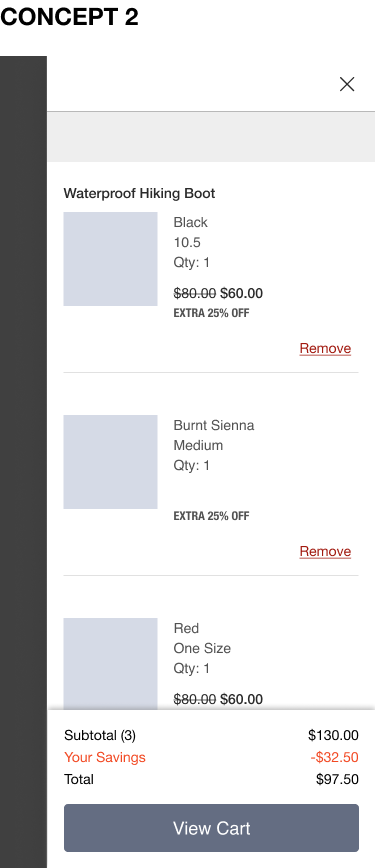 CONCEPT 2
Waterproof Hiking Boot
Black
10.5
Qty: 1
$80.00 $60.00
EXTRA 25% OFF
Remove
Burnt Sienna
Medium
Qty: 1
EXTRA 25% OFF
Remove
Red
One Size
Qty: 1
$80.00 $60.00
Subtotal (3) $130.00
Your Savings -$32.50
Total $97.50
View Cart